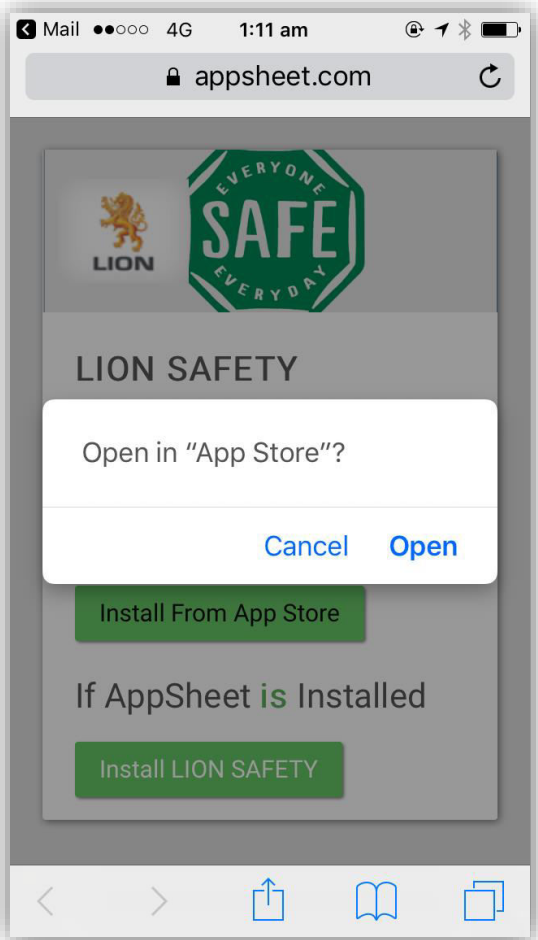 Mail 4G 1:11 am
appsheet.com
LION
EVERYONE
SAFE
EVERYDAY
LION SAFETY
Open in “App Store”?
Cancel Open
Install From App Store
If AppSheet is Installed
Install LION SAFETY